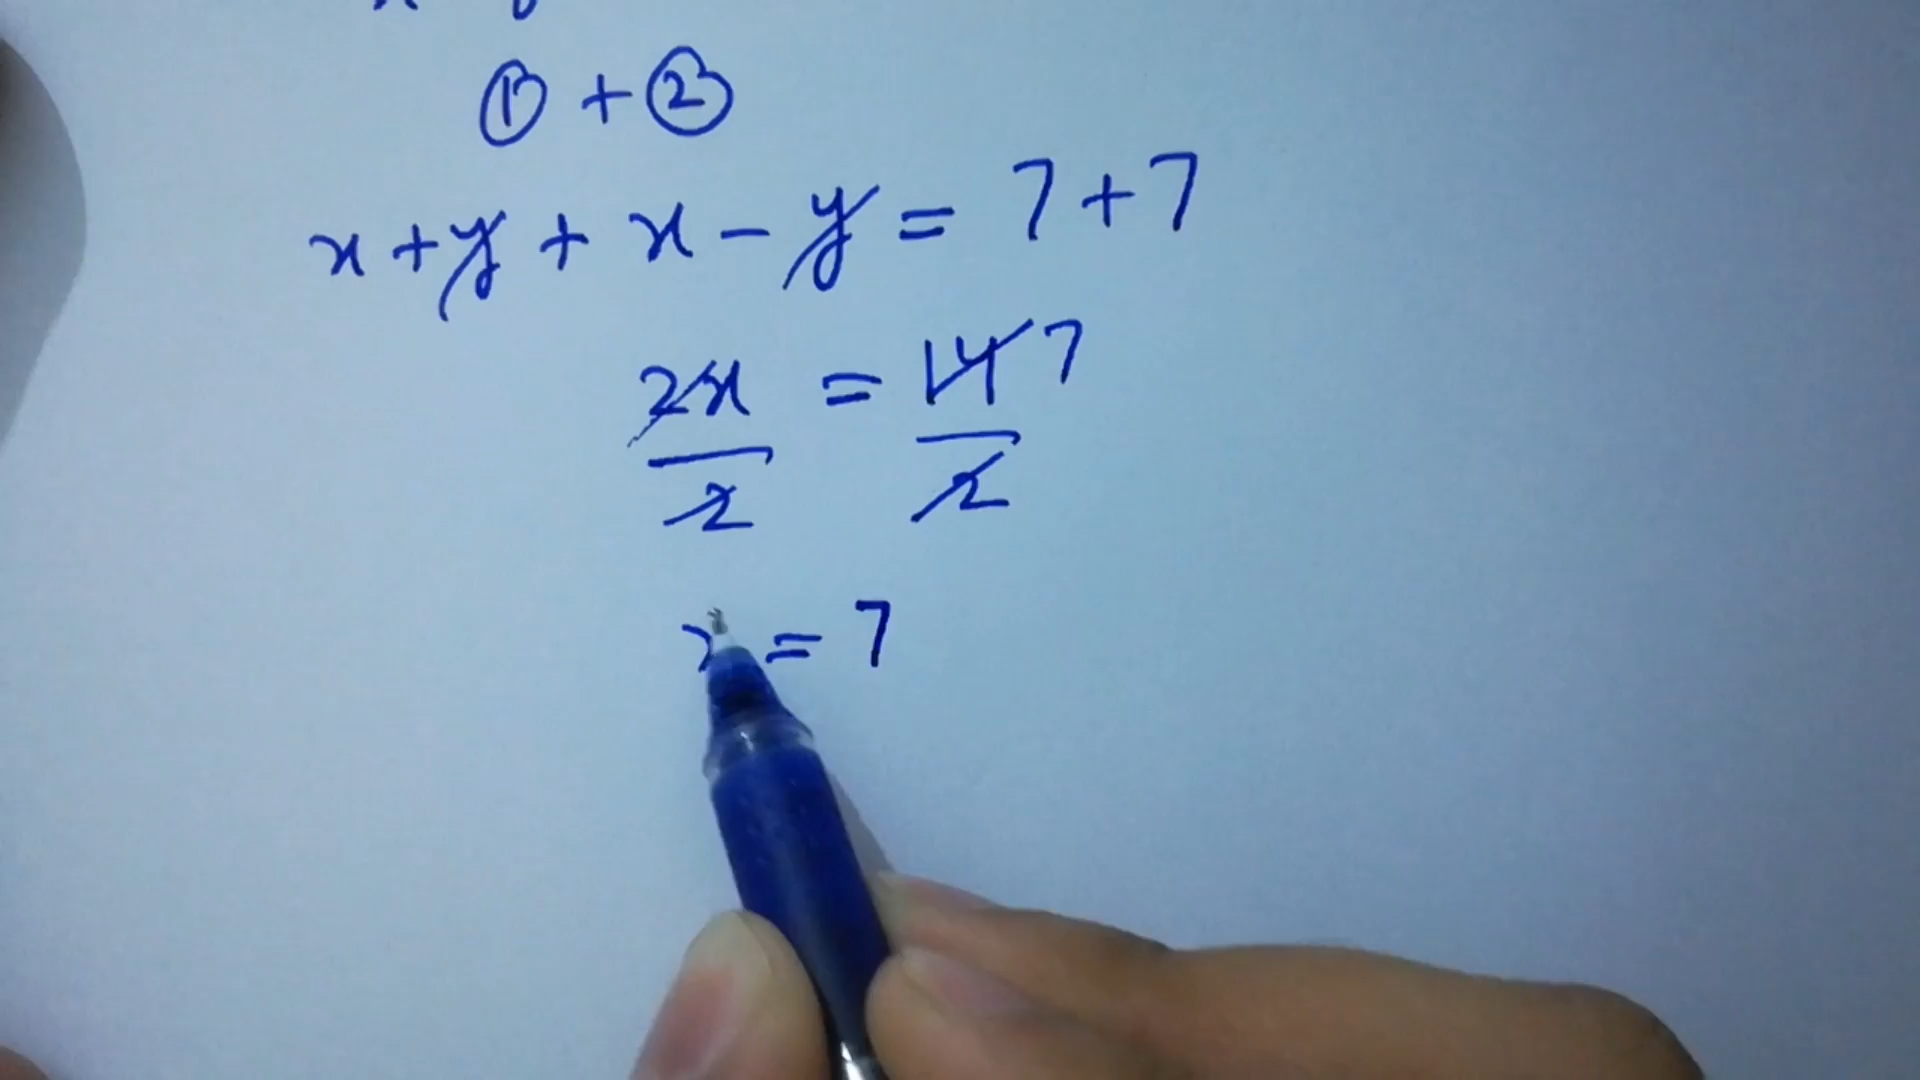 ① + ②
x + y + x - y = 7 + 7
2x = 14 7
2 2
x = 7